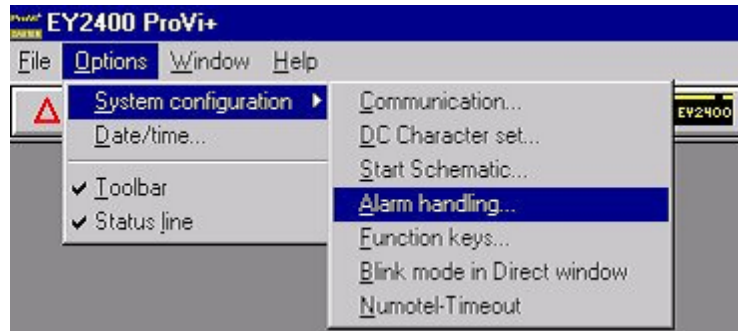 EY2400 ProVi+
File Options Window Help
System configuration
Communication...
EY2400
Date/time...
DC Character set...
Start Schematic...
Toolbar
Alarm handling...
Status line
Function keys...
Blink mode in Direct window
Numotel-Timeout